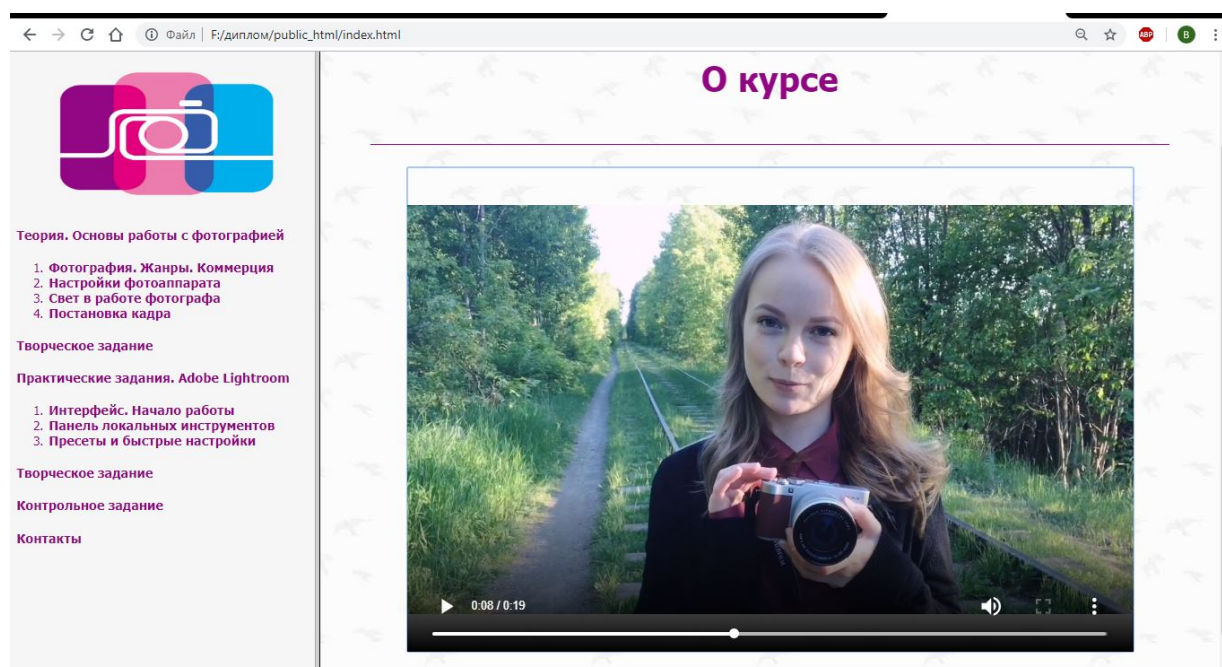 Файл | F:/диплом/public_html/index.html
ABP
B
О курсе
Теория. Основы работы с фотографией
1. Фотография. Жанры. Коммерция
2. Настройки фотоаппарата
3. Свет в работе фотографа
4. Постановка кадра
Творческое задание
Практические задания. Adobe Lightroom
1. Интерфейс. Начало работы
2. Панель локальных инструментов
3. Пресеты и быстрые настройки
Творческое задание
Контрольное задание
Контакты
0:08 / 0:19